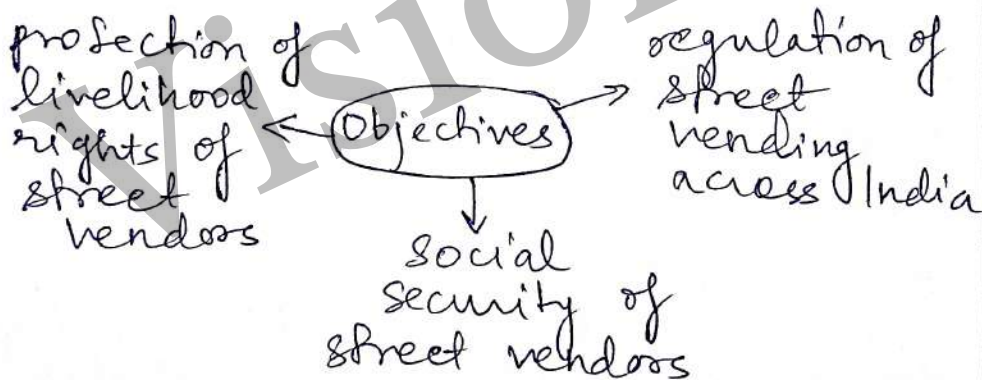 protection of
livelihood
rights of
street
vendors
Objectives
regulation of
street
vending
across India
social
security of
street vendors
Vision